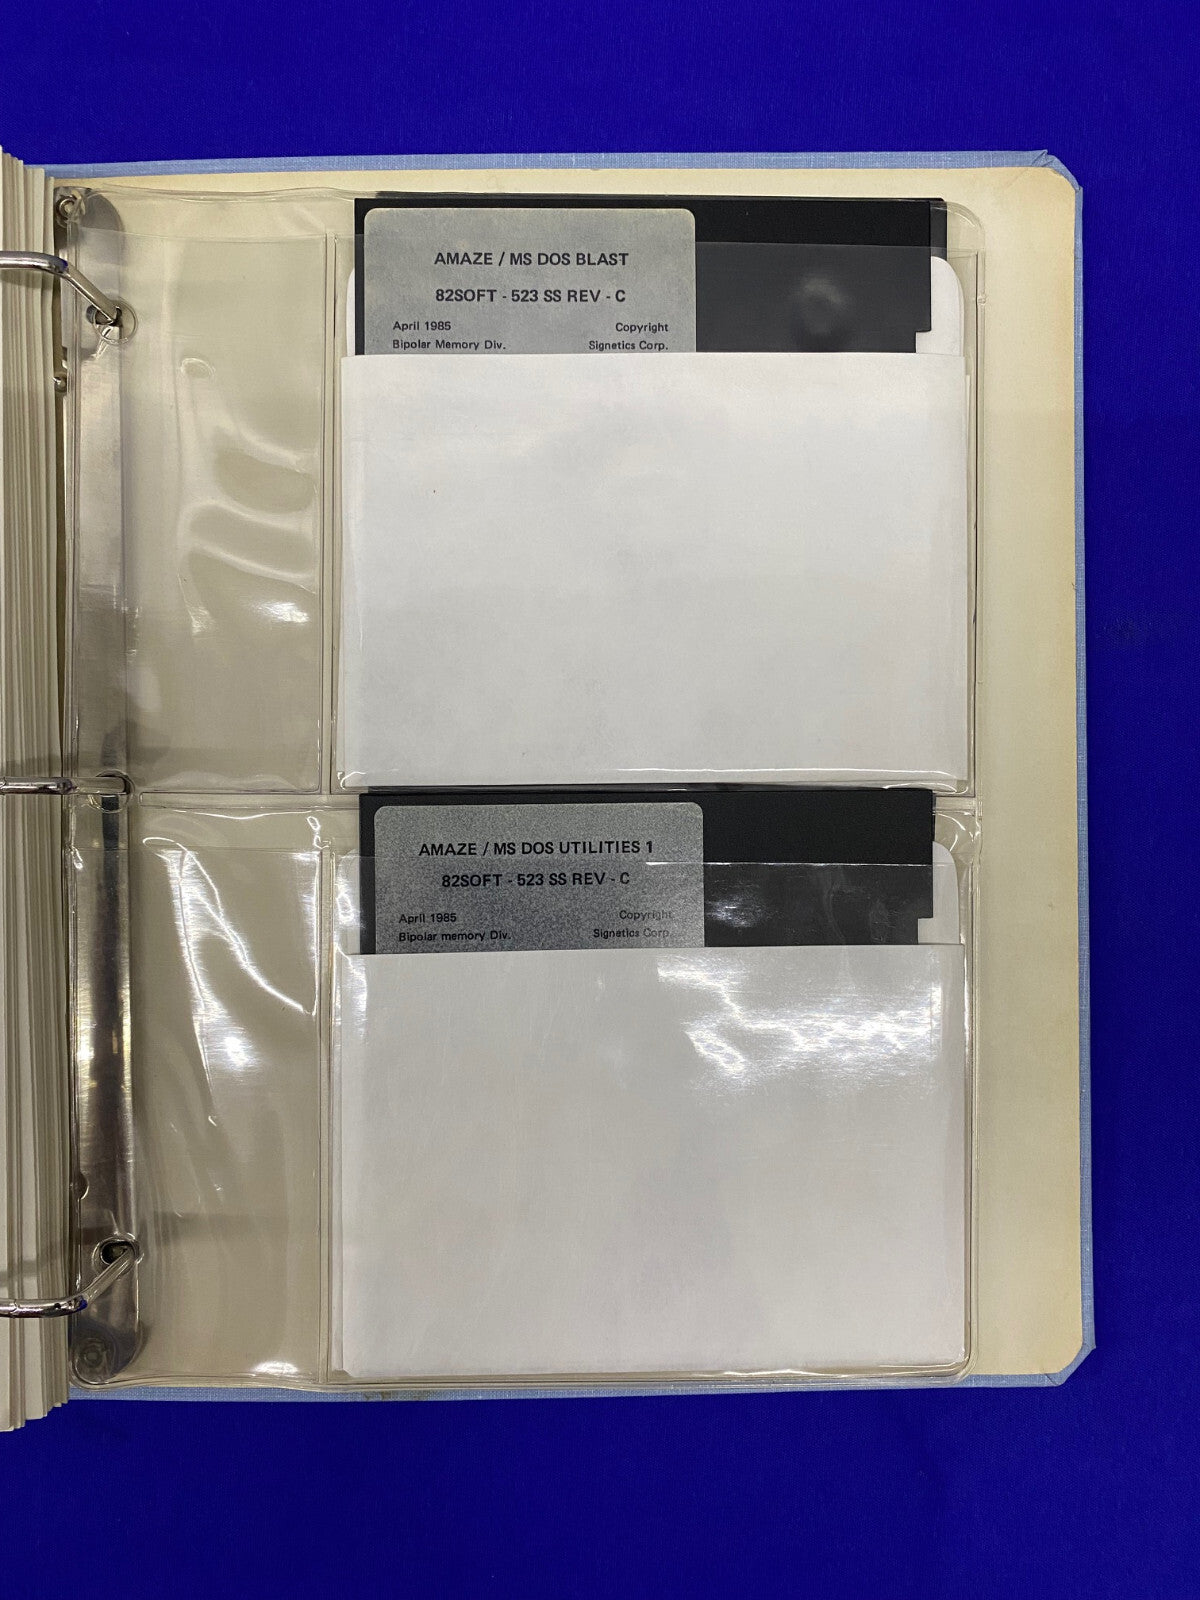 AMAZE / MS DOS BLAST
82SOFT - 523 SS REV - C
April 1985 Copyright
Bipolar Memory Div. Signetics Corp.
AMAZE / MS DOS UTILITIES 1
82SOFT - 523 SS REV - C
April 1985 Copyright
Bipolar memory Div. Signetics Corp.